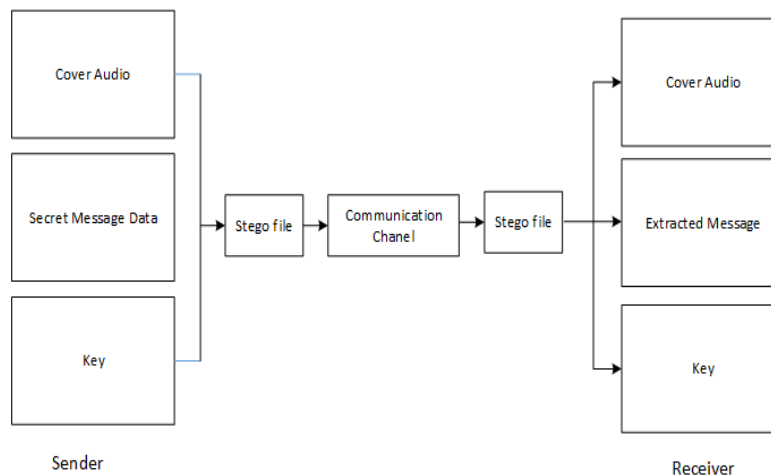 Cover Audio
Secret Message Data
Key
Sender
Stego file
Communication
Chanel
Stego file
Cover Audio
Extracted Message
Key
Receiver